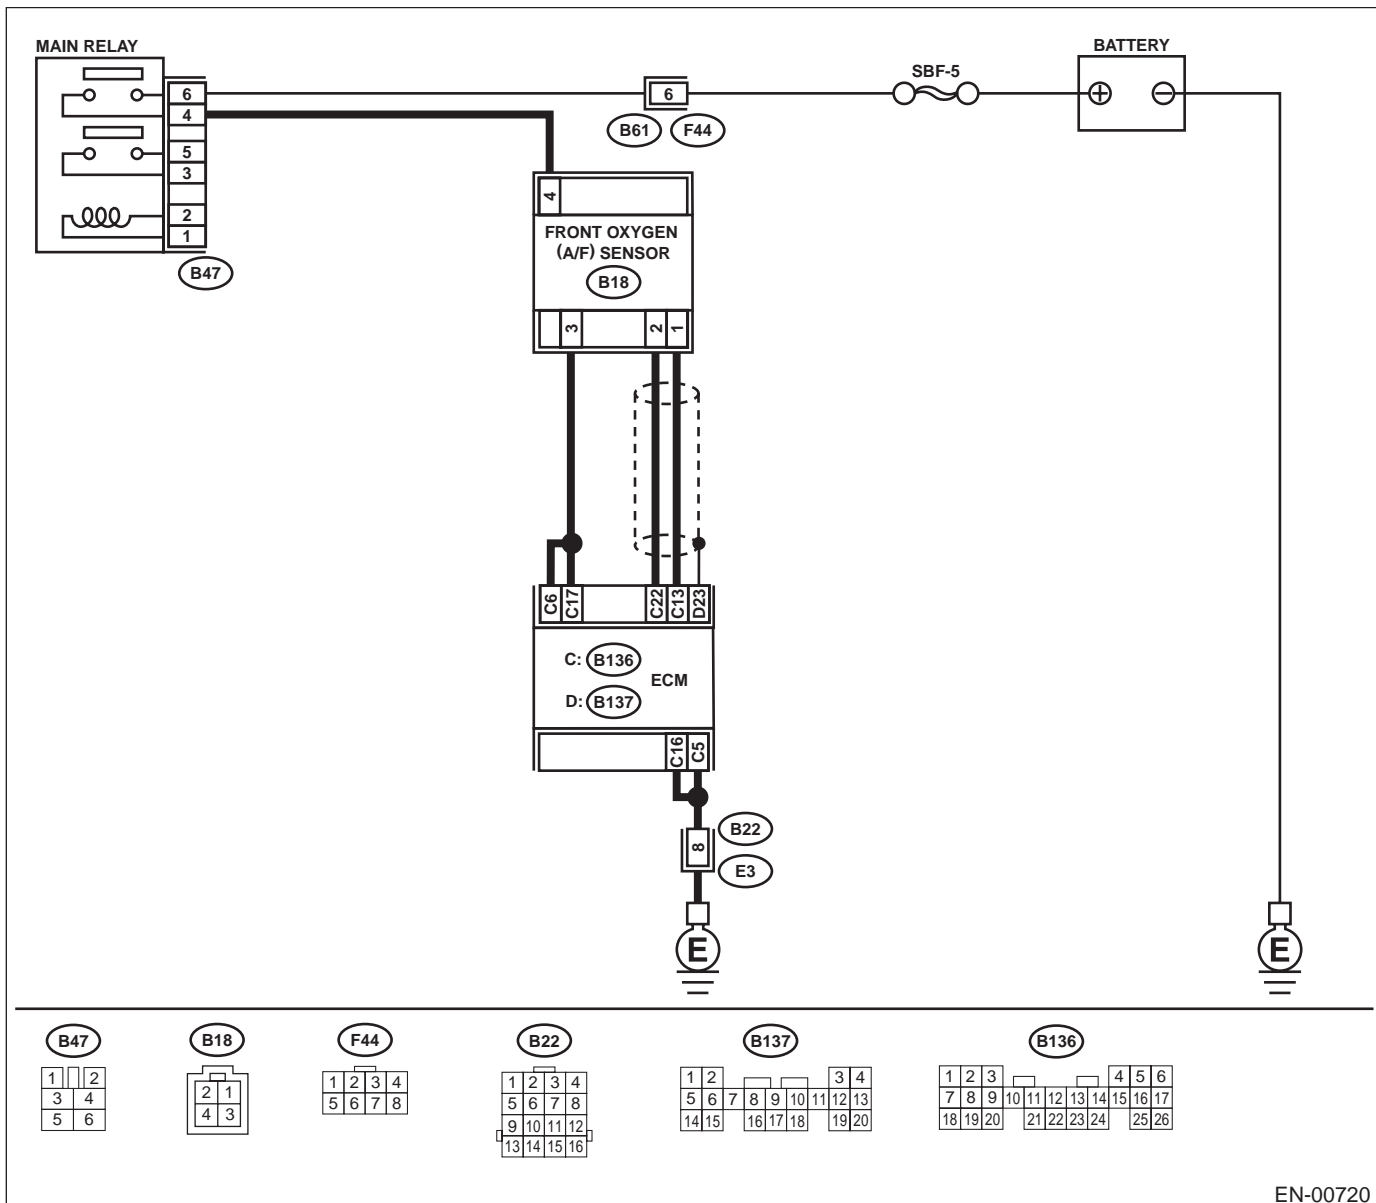 MAIN RELAY
BATTERY
SBF-5
6
4
5
3
2
1
B47
6
B61 F44
4
FRONT OXYGEN
(A/F) SENSOR
B18
3 2 1
C6 C17 C22 C13 D23
C: B136
ECM
D: B137
C16 C5
8
B22
E3
E
E
B47
1 2
3 4
5 6
B18
2 1
4 3
F44
1 2 3 4
5 6 7 8
B22
1 2 3 4
5 6 7 8
9 10 11 12
13 14 15 16
B137
1 2 3 4
5 6 7 8 9 10 11 12 13
14 15 16 17 18 19 20
B136
1 2 3 4 5 6
7 8 9 10 11 12 13 14 15 16 17
18 19 20 21 22 23 24 25 26
EN-00720